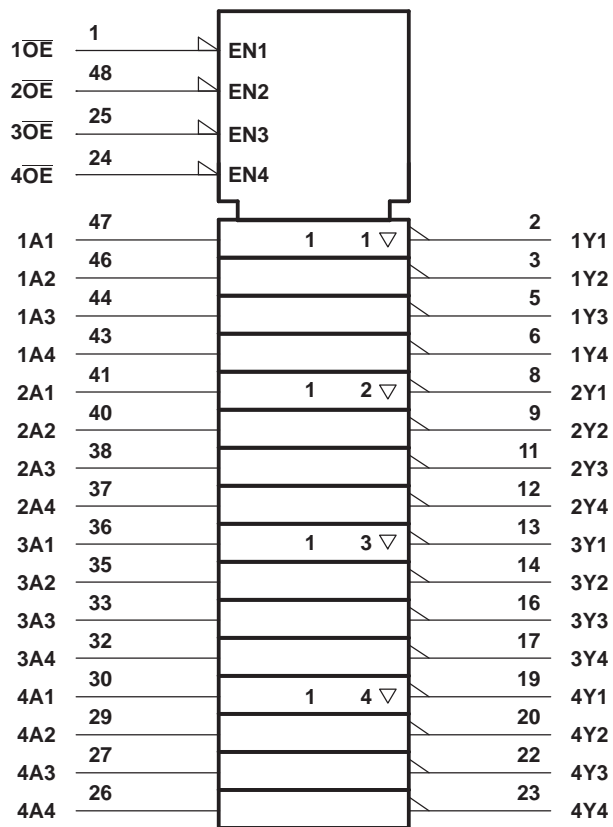 1O̅E̅ 1 EN1
2O̅E̅ 48 EN2
3O̅E̅ 25 EN3
4O̅E̅ 24 EN4
1A1 47 1 1 ▽ 2 1Y1
1A2 46 3 1Y2
1A3 44 5 1Y3
1A4 43 6 1Y4
2A1 41 1 2 ▽ 8 2Y1
2A2 40 9 2Y2
2A3 38 11 2Y3
2A4 37 12 2Y4
3A1 36 1 3 ▽ 13 3Y1
3A2 35 14 3Y2
3A3 33 16 3Y3
3A4 32 17 3Y4
4A1 30 1 4 ▽ 19 4Y1
4A2 29 20 4Y2
4A3 27 22 4Y3
4A4 26 23 4Y4